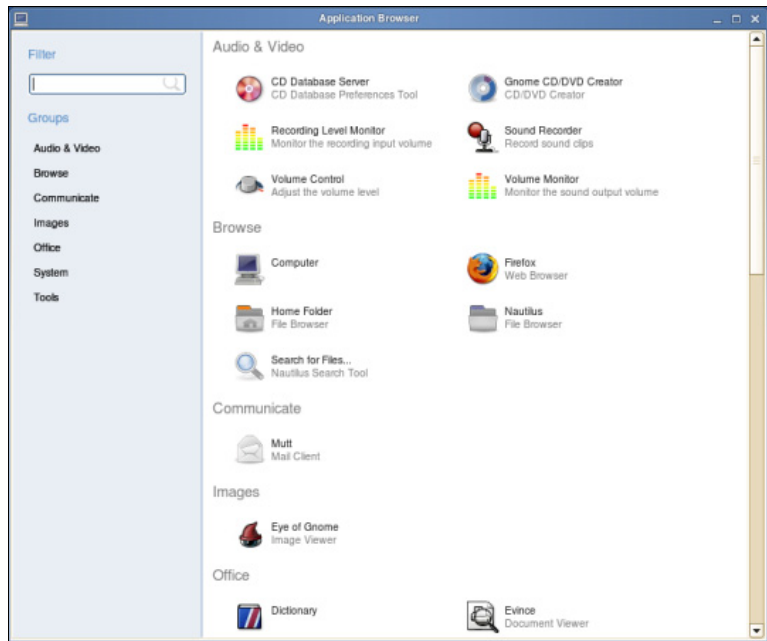 Application Browser
Filter
Groups
Audio & Video
Browse
Communicate
Images
Office
System
Tools
Audio & Video
CD Database Server
CD Database Preferences Tool
Gnome CD/DVD Creator
CD/DVD Creator
Recording Level Monitor
Monitor the recording input volume
Sound Recorder
Record sound clips
Volume Control
Adjust the volume level
Volume Monitor
Monitor the sound output volume
Browse
Computer
Firefox
Web Browser
Home Folder
File Browser
Nautilus
File Browser
Search for Files...
Nautilus Search Tool
Communicate
Mutt
Mail Client
Images
Eye of Gnome
Image Viewer
Office
Dictionary
Evince
Document Viewer